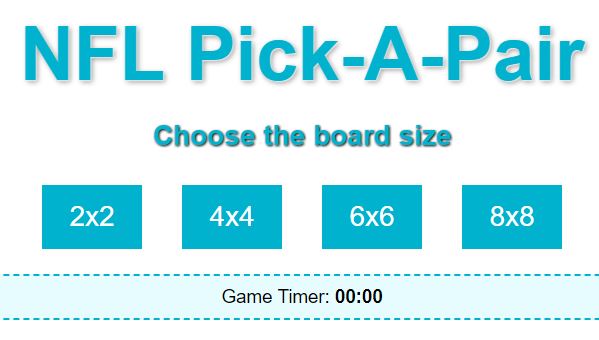 NFL Pick-A-Pair
Choose the board size
2x2 4x4 6x6 8x8
Game Timer: 00:00